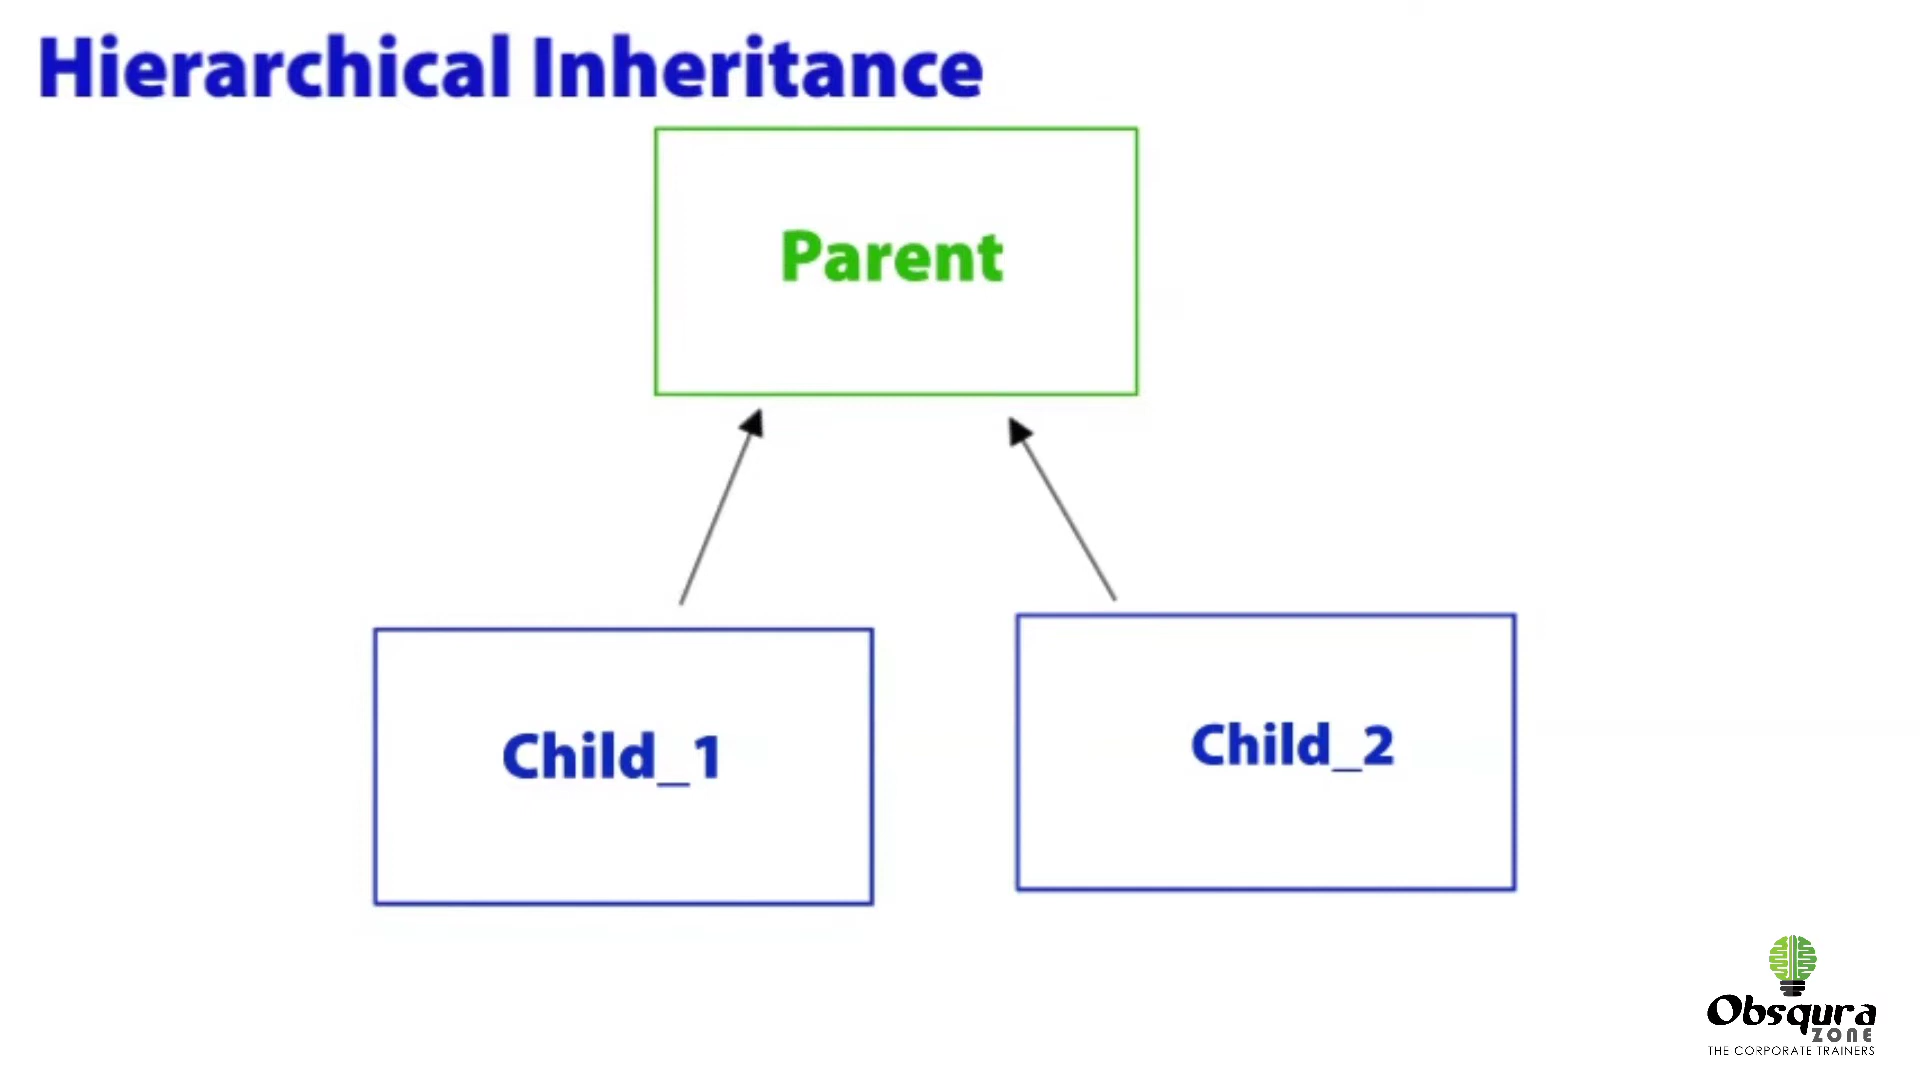 Hierarchical Inheritance
Parent
Child_1
Child_2
Obsqura
ZONE
THE CORPORATE TRAINERS